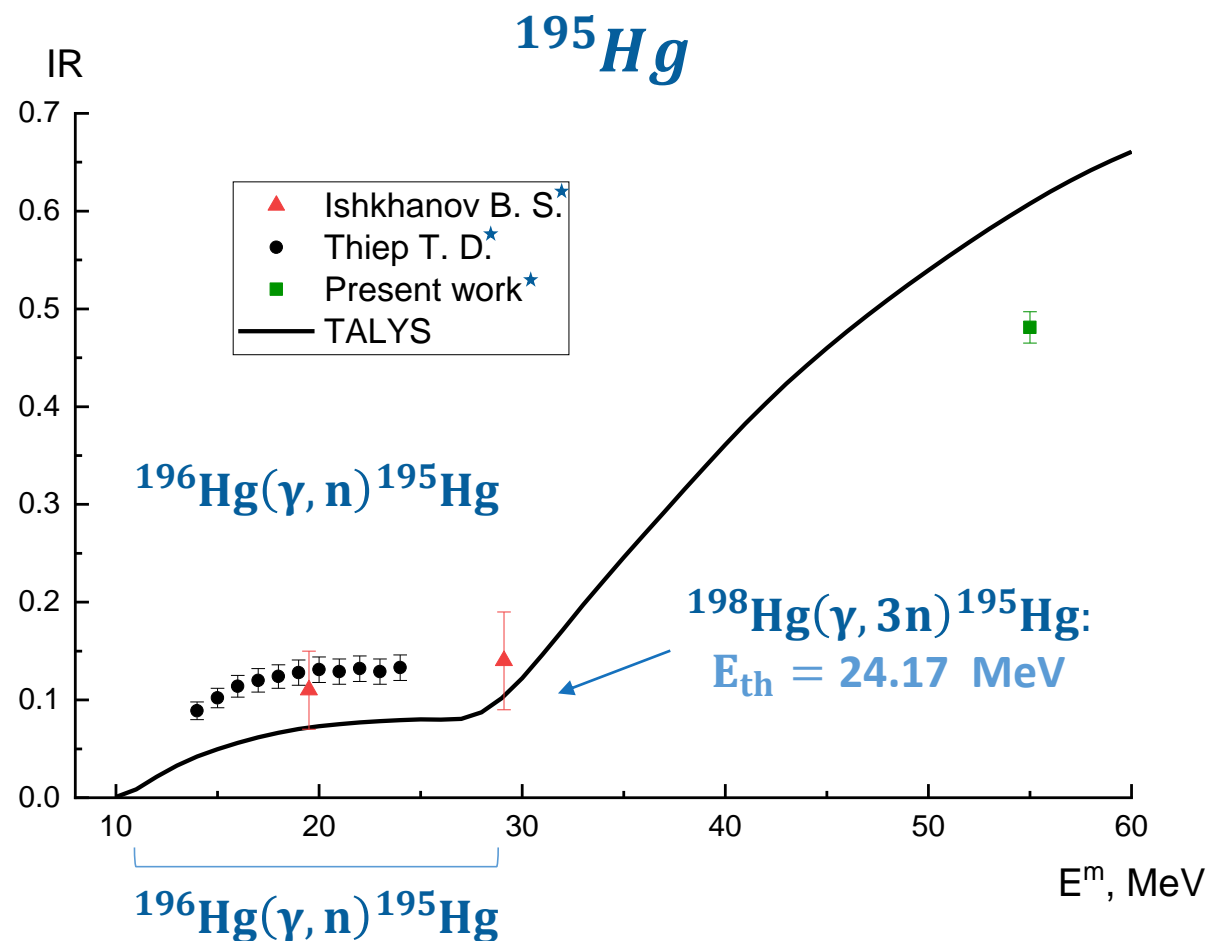 ¹⁹⁵Hg
IR
0.7
0.6
0.5
0.4
0.3
0.2
0.1
0.0
Ishkhanov B. S.★
Thiep T. D.★
Present work★
TALYS
¹⁹⁶Hg(γ, n)¹⁹⁵Hg
¹⁹⁸Hg(γ, 3n)¹⁹⁵Hg:
E_th = 24.17 MeV
10 20 30 40 50 60
E^m, MeV
¹⁹⁶Hg(γ, n)¹⁹⁵Hg